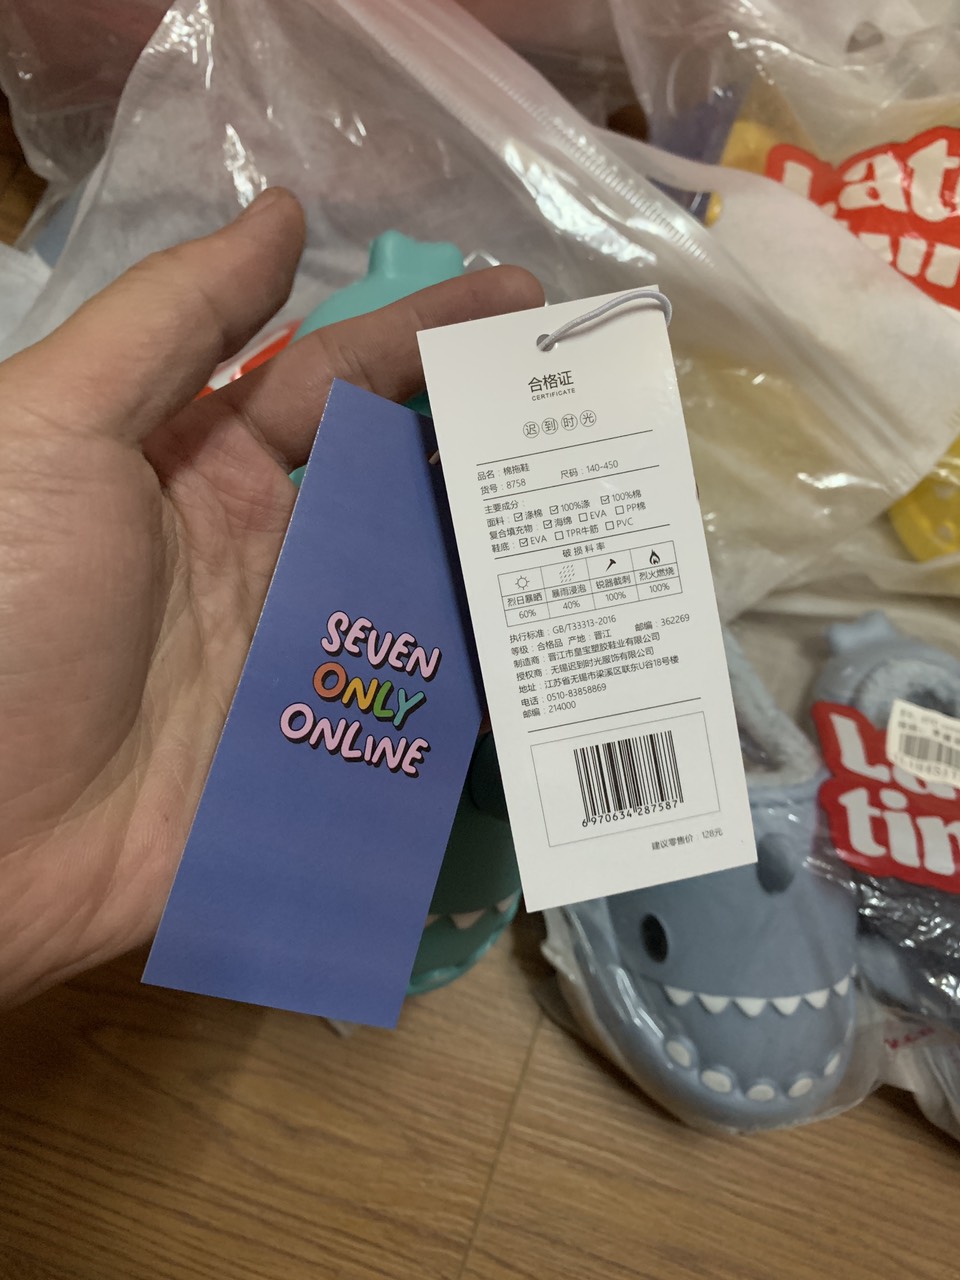 SEVEN
ONLY
ONLINE
合格证
CERTIFICATE
迟到时光
品名：棉拖鞋
尺码：140-450
货号：8758
主要成分：
面料：☑涤棉 ☑100%涤 ☑100%棉
复合填充物：☑海绵 ☐EVA ☐PP棉
鞋底：☑EVA ☐TPR牛筋 ☐PVC
破损料率
烈日暴晒 暴雨浸泡 锐器戳刺 烈火燃烧
60% 40% 100% 100%
执行标准：GB/T33313-2016
等级：合格品 产地：晋江 邮编：362269
制造商：晋江市皇宝塑胶鞋业有限公司
授权商：无锡迟到时光服饰有限公司
地址：江苏省无锡市梁溪区联东U谷18号楼
电话：0510-83858869
邮编：214000
6970634287587
建议零售价：128元
Lat
La
tim